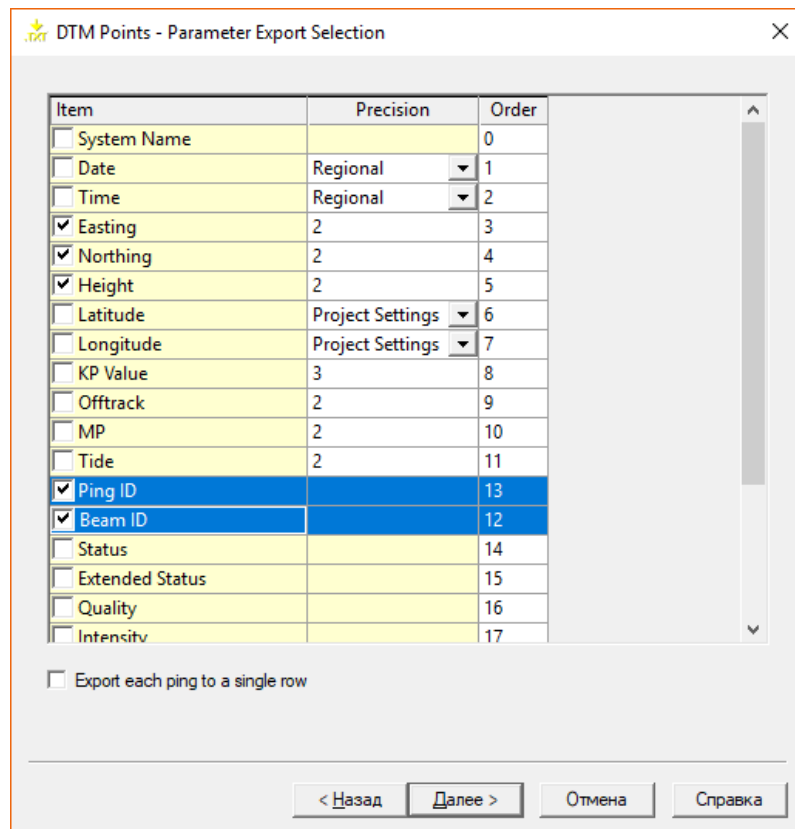 .TXT DTM Points - Parameter Export Selection
Item Precision Order
System Name 0
Date Regional 1
Time Regional 2
Easting 2 3
Northing 2 4
Height 2 5
Latitude Project Settings 6
Longitude Project Settings 7
KP Value 3 8
Offtrack 2 9
MP 2 10
Tide 2 11
Ping ID 13
Beam ID 12
Status 14
Extended Status 15
Quality 16
Intensity 17
Export each ping to a single row
< Назад Далее > Отмена Справка